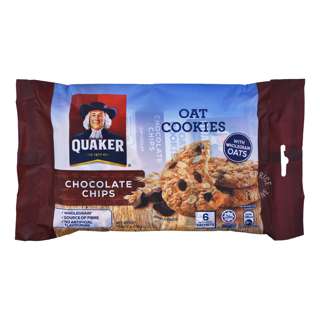 OAT
COOKIES
WITH
WHOLEGRAIN
OATS
QUAKER
CHOCOLATE
CHIPS
CHOCOLATE
CHIPS
WHOLEGRAIN
SOURCE OF FIBRE
NO ARTIFICIAL
FLAVOURING
6